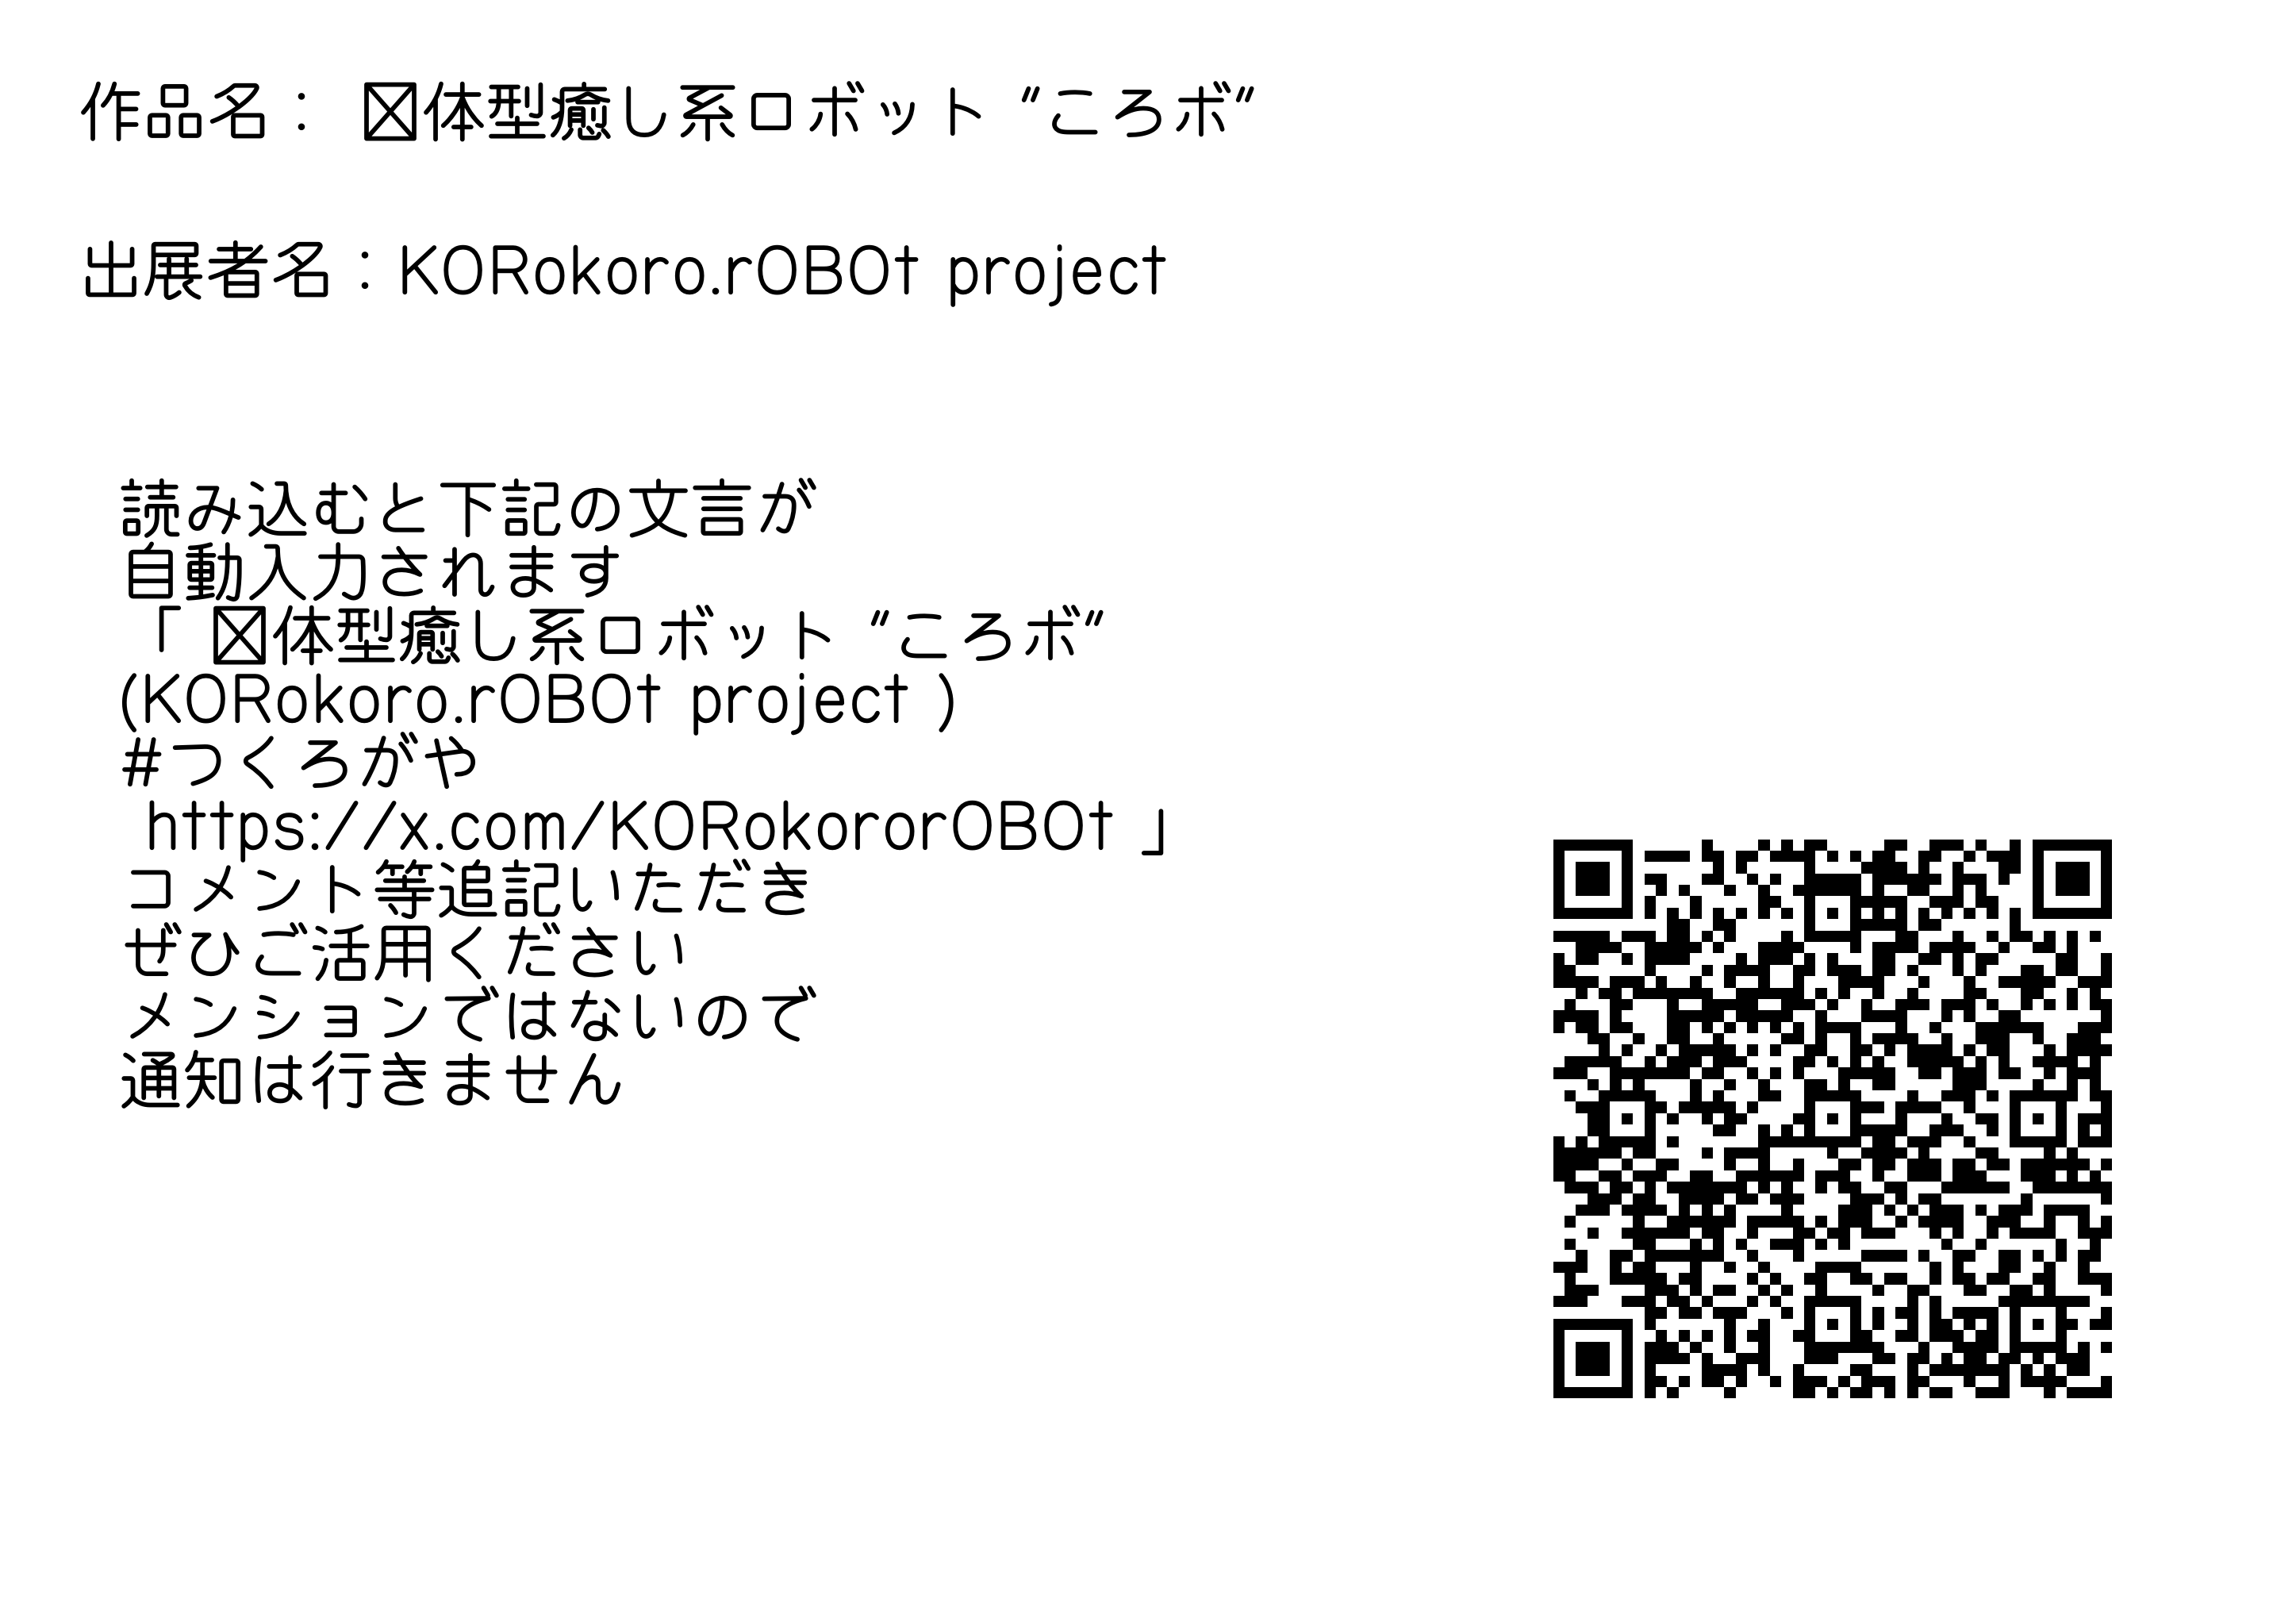 作品名： 体型癒し系ロボット “ころボ”
出展者名：KORokoro.rOBOt project
読み込むと下記の文言が
自動入力されます
「 体型癒し系ロボット “ころボ”
(KORokoro.rOBOt project )
#つくろがや
https://x.com/KORokororOBOt 」
コメント等追記いただき
ぜひご活用ください
メンションではないので
通知は行きません